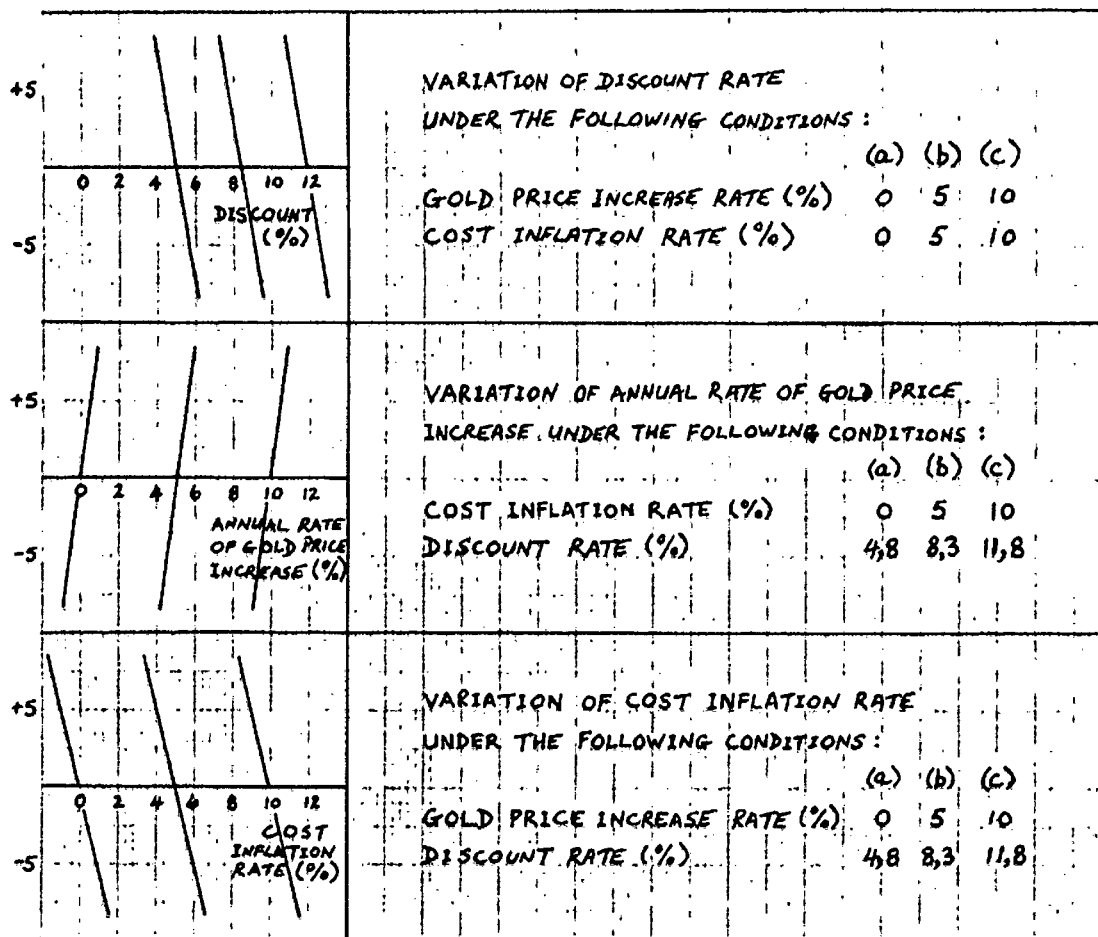 +5
VARIATION OF DISCOUNT RATE
UNDER THE FOLLOWING CONDITIONS :
(a) (b) (c)
0 2 4 6 8 10 12
GOLD PRICE INCREASE RATE (%) 0 5 10
DISCOUNT
(%)
COST INFLATION RATE (%) 0 5 10
-5
+5
VARIATION OF ANNUAL RATE OF GOLD PRICE
INCREASE UNDER THE FOLLOWING CONDITIONS :
(a) (b) (c)
0 2 4 6 8 10 12
COST INFLATION RATE (%) 0 5 10
ANNUAL RATE
OF GOLD PRICE
INCREASE (%)
DISCOUNT RATE (%) 4,8 8,3 11,8
-5
+5
VARIATION OF COST INFLATION RATE
UNDER THE FOLLOWING CONDITIONS :
(a) (b) (c)
0 2 4 6 8 10 12
GOLD PRICE INCREASE RATE (%) 0 5 10
COST
INFLATION
RATE (%)
DISCOUNT RATE (%) 4,8 8,3 11,8
-5